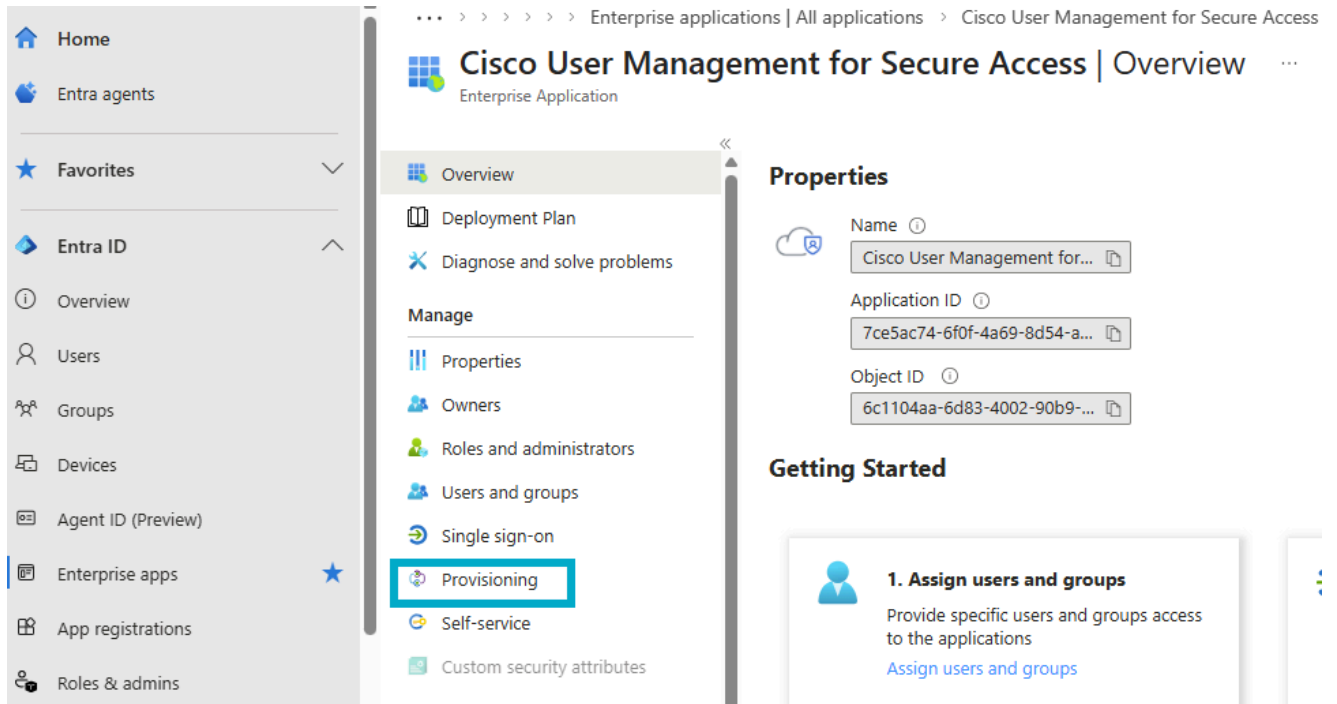 Home
Entra agents
Favorites
Entra ID
Overview
Users
Groups
Devices
Agent ID (Preview)
Enterprise apps
App registrations
Roles & admins
··· > > > > > > Enterprise applications | All applications > Cisco User Management for Secure Access
Cisco User Management for Secure Access | Overview ···
Enterprise Application
Overview
Deployment Plan
Diagnose and solve problems
Manage
Properties
Owners
Roles and administrators
Users and groups
Single sign-on
Provisioning
Self-service
Custom security attributes
Properties
Name
Cisco User Management for...
Application ID
7ce5ac74-6f0f-4a69-8d54-a...
Object ID
6c1104aa-6d83-4002-90b9-...
Getting Started
1. Assign users and groups
Provide specific users and groups access
to the applications
Assign users and groups